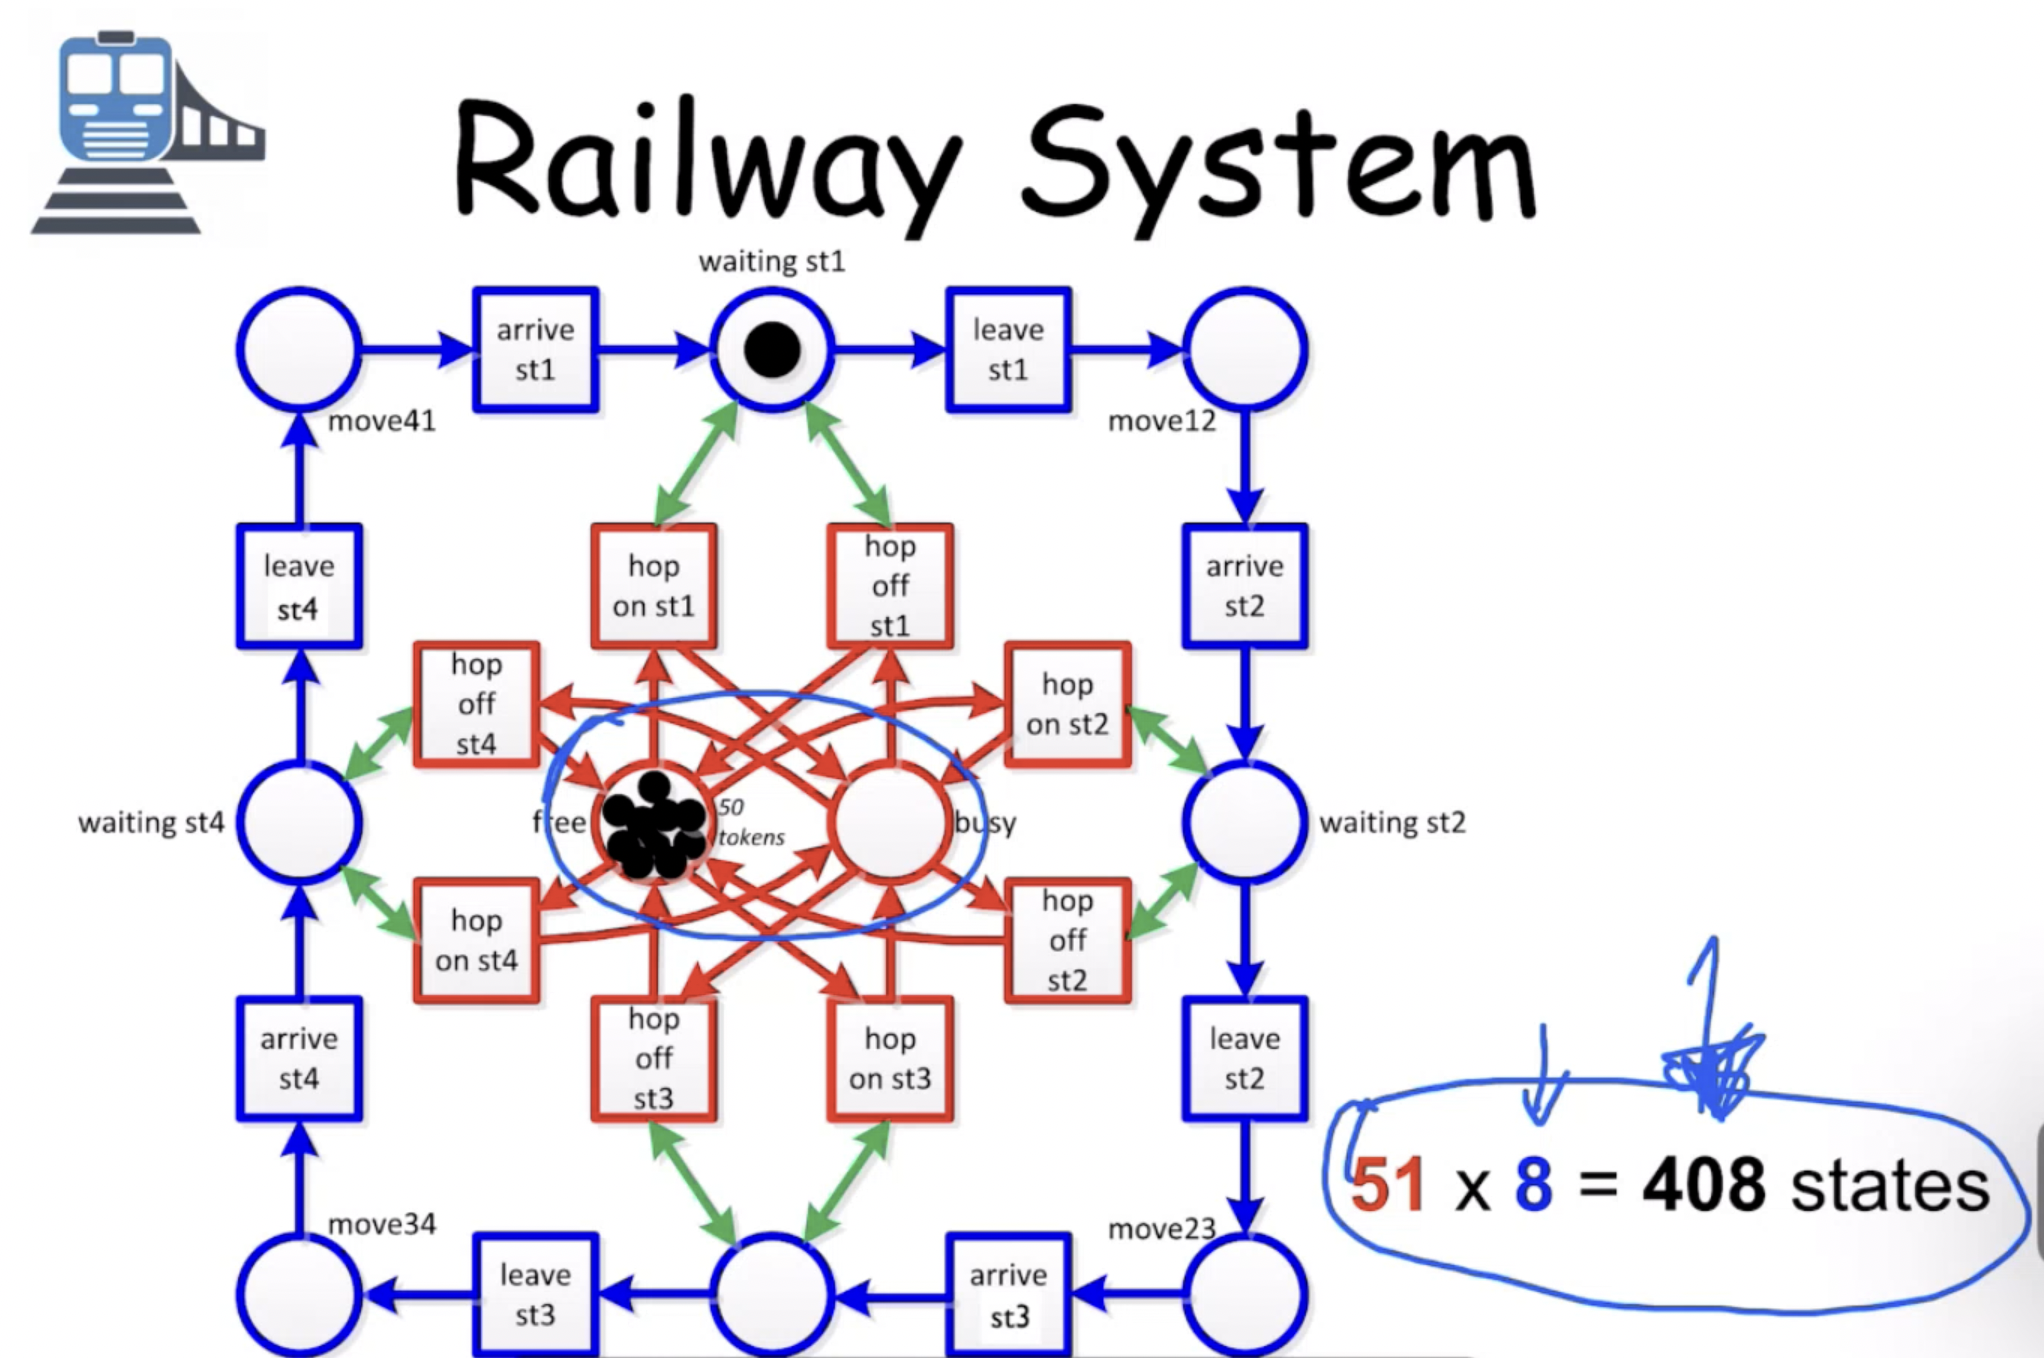 Railway System
waiting st1
arrive
st1
leave
st1
move41
move12
leave
st4
hop
on st1
hop
off
st1
arrive
st2
hop
off
st4
hop
on st2
waiting st4
free
50
tokens
busy
waiting st2
hop
on st4
hop
off
st2
arrive
st4
hop
off
st3
hop
on st3
leave
st2
51 x 8 = 408 states
move34
move23
leave
st3
arrive
st3